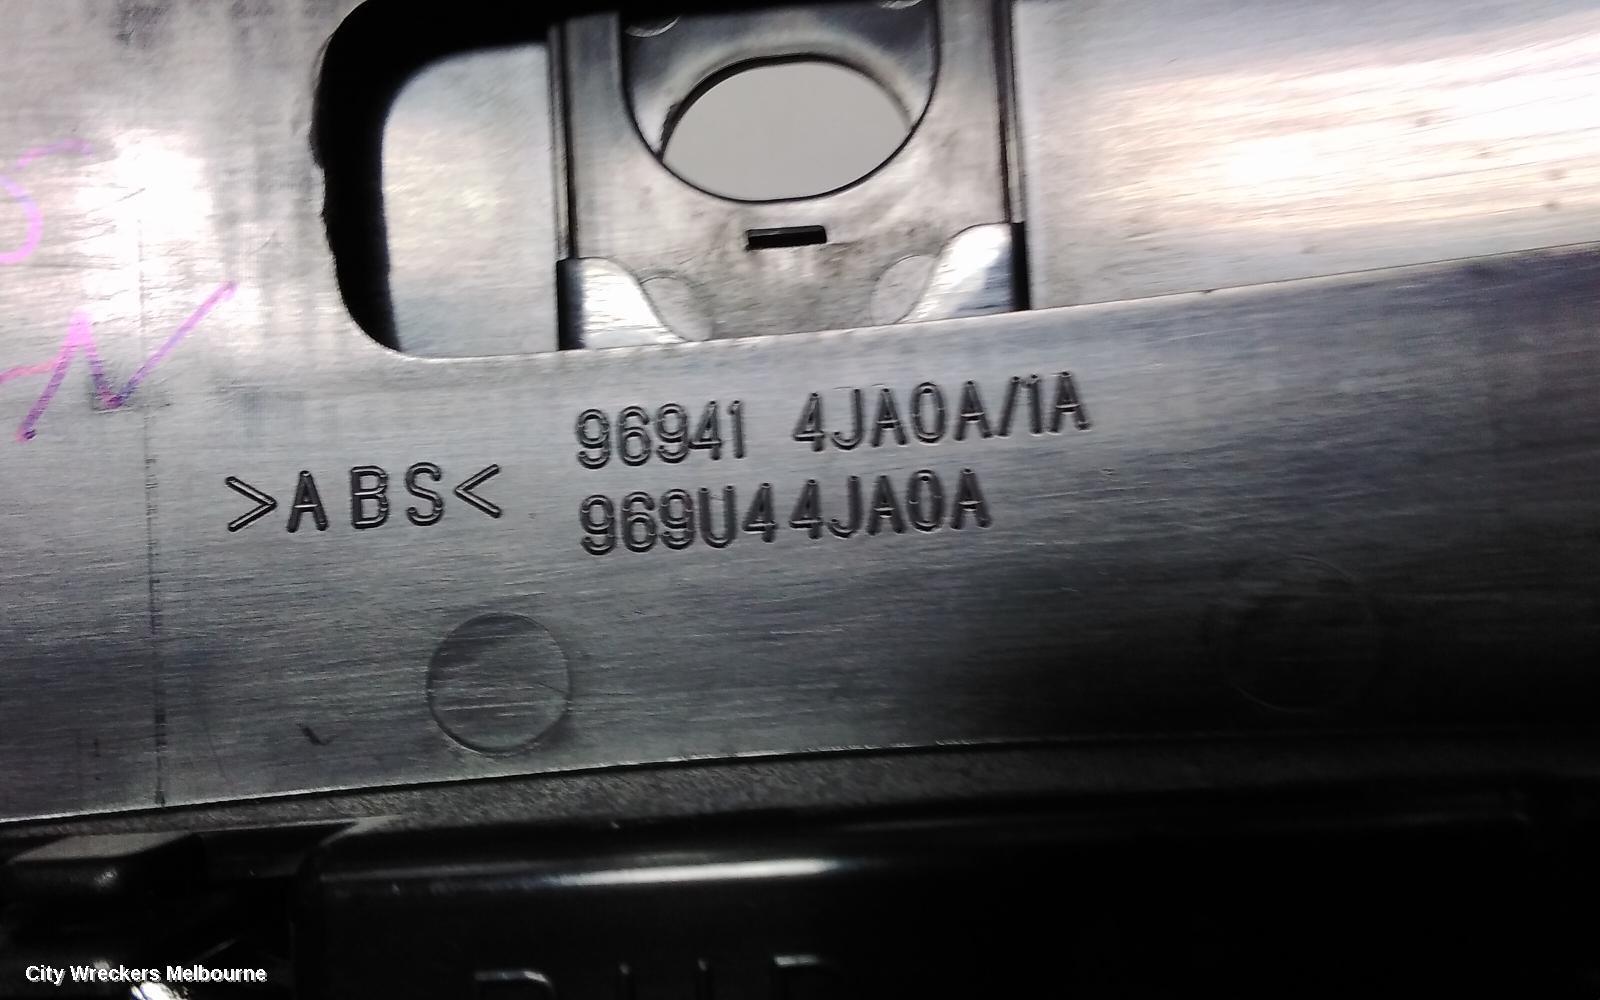 96941 4JA0A/1A
>ABS<
969U44JA0A
City Wreckers Melbourne